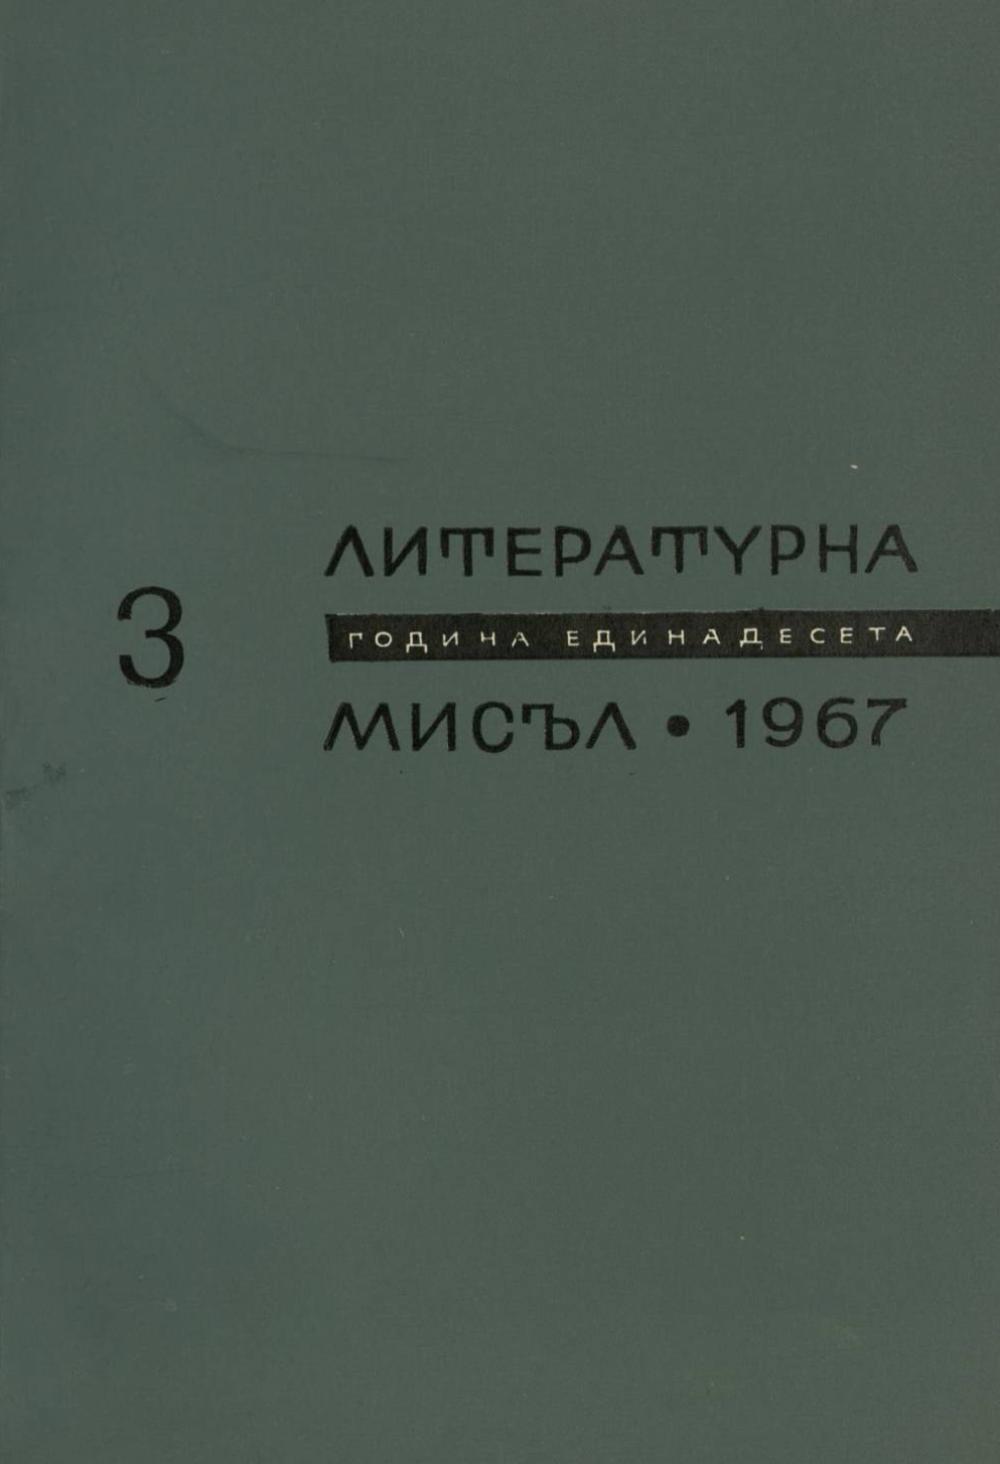 3
ЛИТЕРАТУРНА
ГОДИНА ЕДИНАДЕСЕТА
МИСЪЛ • 1967